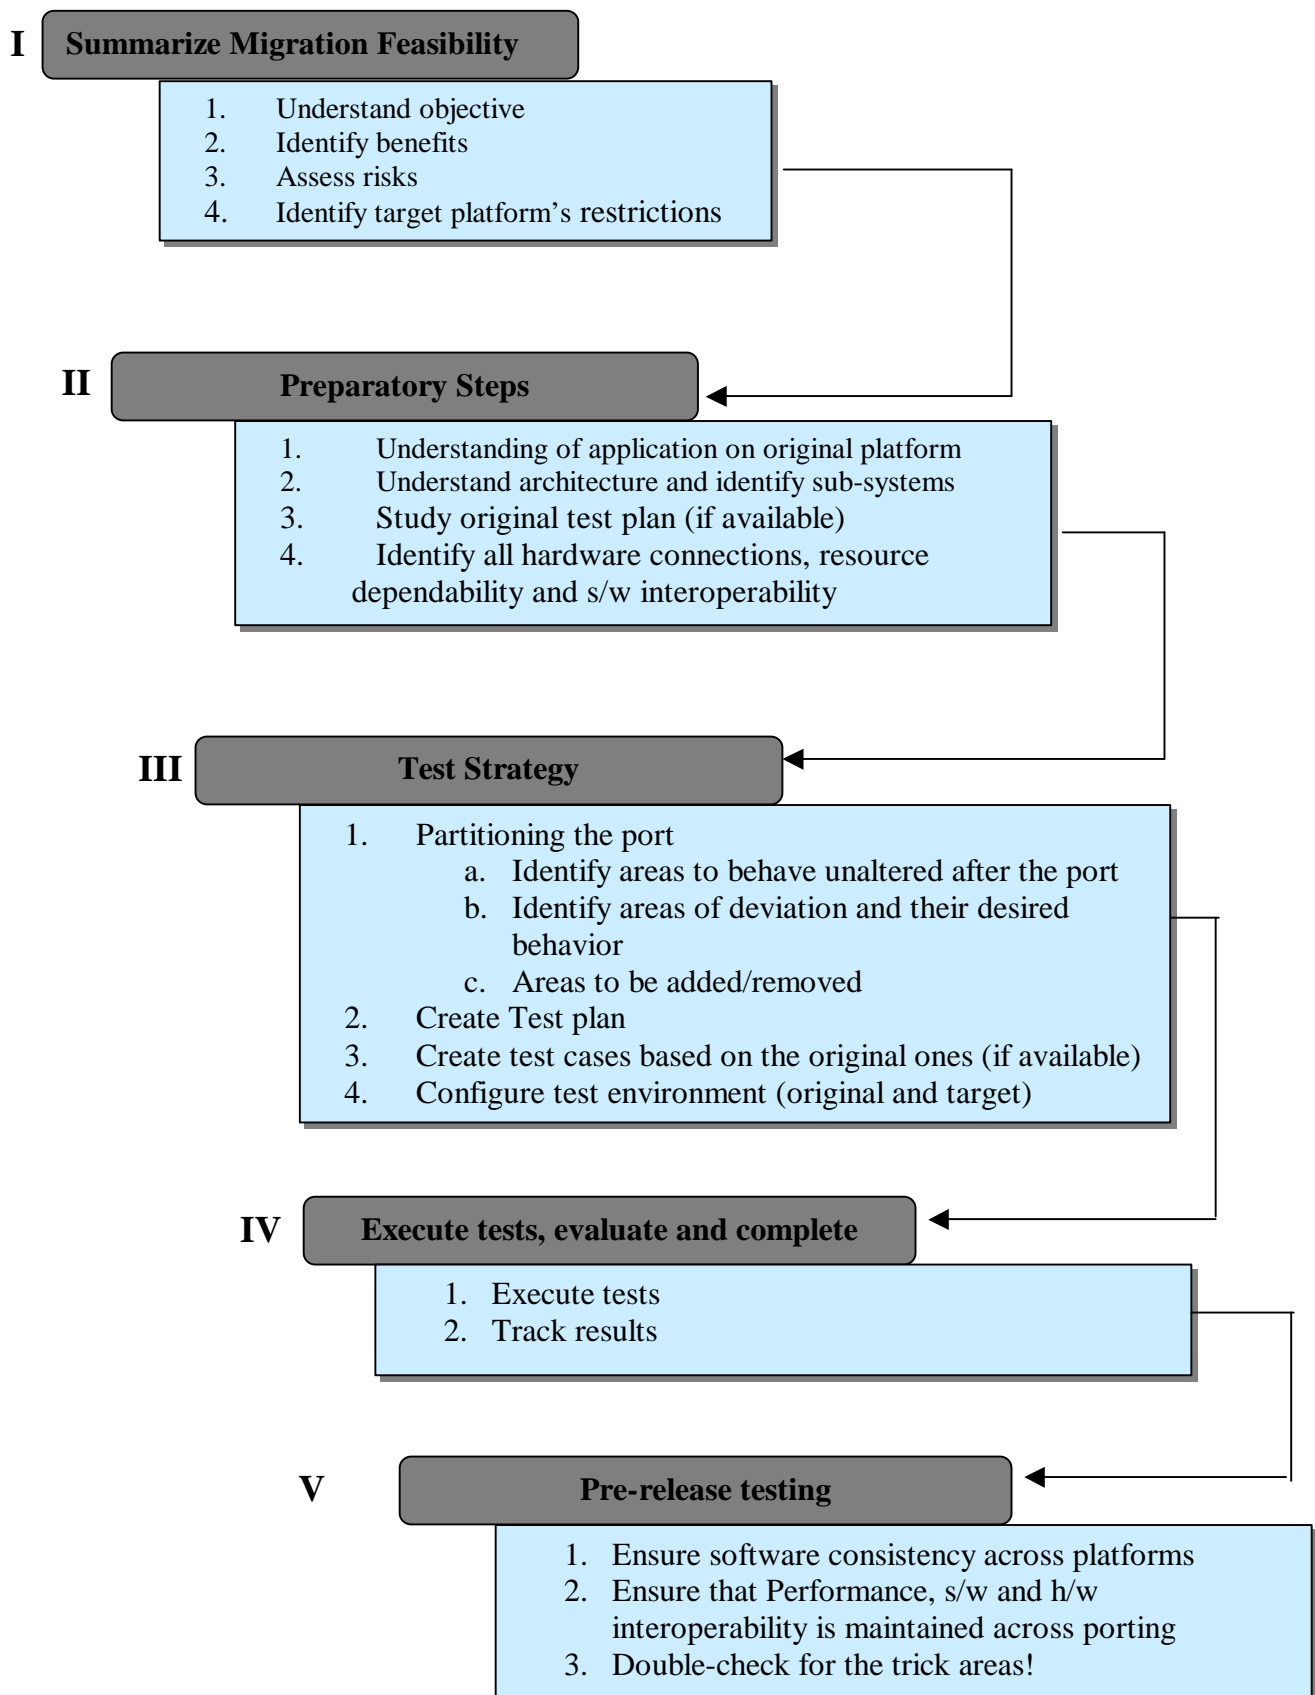 I Summarize Migration Feasibility
1. Understand objective
2. Identify benefits
3. Assess risks
4. Identify target platform’s restrictions
II Preparatory Steps
1. Understanding of application on original platform
2. Understand architecture and identify sub-systems
3. Study original test plan (if available)
4. Identify all hardware connections, resource
dependability and s/w interoperability
III Test Strategy
1. Partitioning the port
a. Identify areas to behave unaltered after the port
b. Identify areas of deviation and their desired
behavior
c. Areas to be added/removed
2. Create Test plan
3. Create test cases based on the original ones (if available)
4. Configure test environment (original and target)
IV Execute tests, evaluate and complete
1. Execute tests
2. Track results
V Pre-release testing
1. Ensure software consistency across platforms
2. Ensure that Performance, s/w and h/w
interoperability is maintained across porting
3. Double-check for the trick areas!